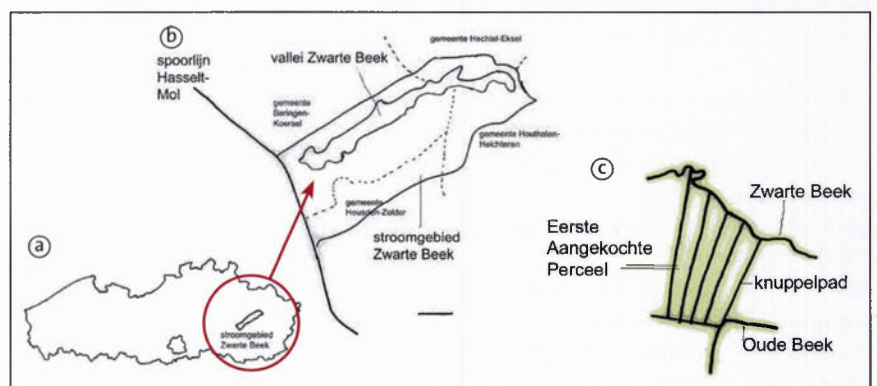 a
stroomgebied
Zwarte Beek
b
spoorlijn
Hasselt-
Mol
vallei Zwarte Beek
gemeente Hechtel-Eksel
gemeente
Beringen-
Koersel
gemeente Houthalen-
Helchteren
gemeente
Heusden-Zolder
stroomgebied
Zwarte Beek
c
Zwarte Beek
Eerste
Aangekochte
Perceel
knuppelpad
Oude Beek